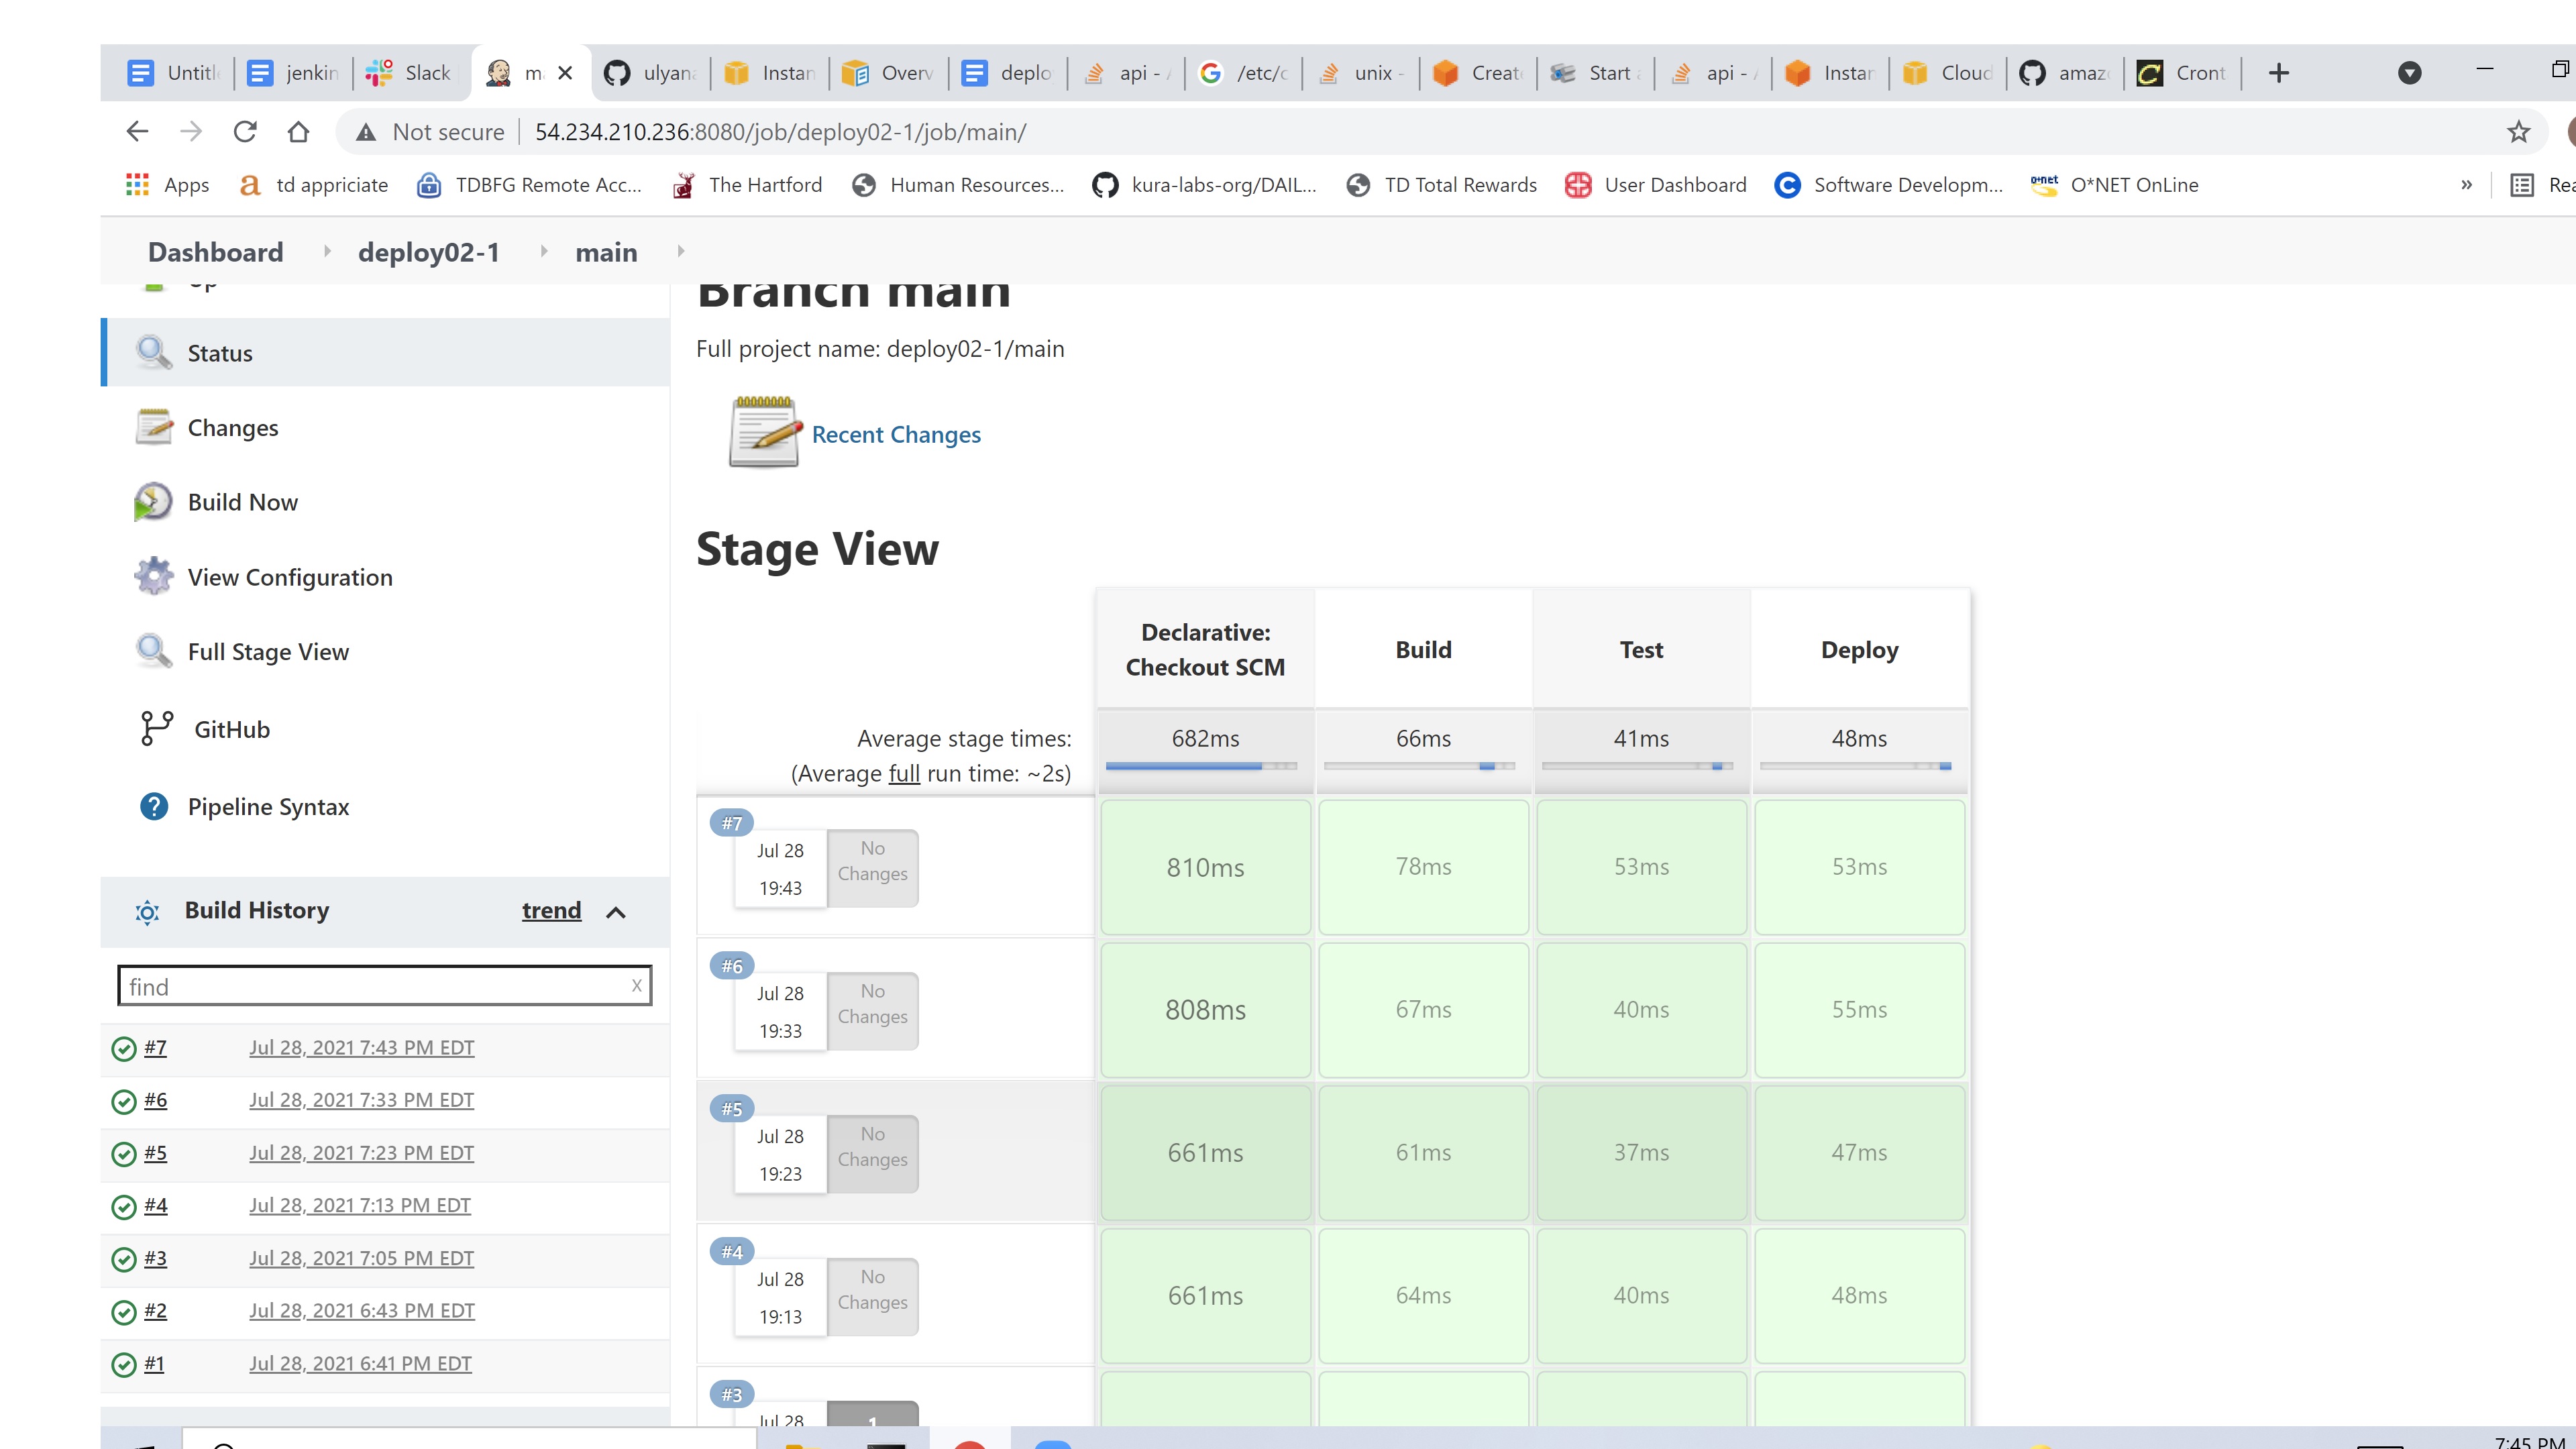 Untitl
jenkin
Slack
m
ulyana
Instan
Overv
deplo
api - A
/etc/c
unix -
Creat
Start a
api - A
Instan
Cloud
amaz
Cront
Not secure
54.234.210.236:8080/job/deploy02-1/job/main/
Apps
td appriciate
TDBFG Remote Acc...
The Hartford
Human Resources...
kura-labs-org/DAIL...
TD Total Rewards
User Dashboard
Software Developm...
O*NET OnLine
»
Rea
Dashboard
deploy02-1
main
Up
Status
Changes
Build Now
View Configuration
Full Stage View
GitHub
Pipeline Syntax
Build History
trend
find
x
#7 Jul 28, 2021 7:43 PM EDT
#6 Jul 28, 2021 7:33 PM EDT
#5 Jul 28, 2021 7:23 PM EDT
#4 Jul 28, 2021 7:13 PM EDT
#3 Jul 28, 2021 7:05 PM EDT
#2 Jul 28, 2021 6:43 PM EDT
#1 Jul 28, 2021 6:41 PM EDT
Branch main
Full project name: deploy02-1/main
Recent Changes
Stage View
Declarative:
Checkout SCM
Build
Test
Deploy
Average stage times:
(Average full run time: ~2s)
682ms
66ms
41ms
48ms
#7
Jul 28
19:43
No
Changes
810ms
78ms
53ms
53ms
#6
Jul 28
19:33
No
Changes
808ms
67ms
40ms
55ms
#5
Jul 28
19:23
No
Changes
661ms
61ms
37ms
47ms
#4
Jul 28
19:13
No
Changes
661ms
64ms
40ms
48ms
#3
Jul 28
1
7:45 PM